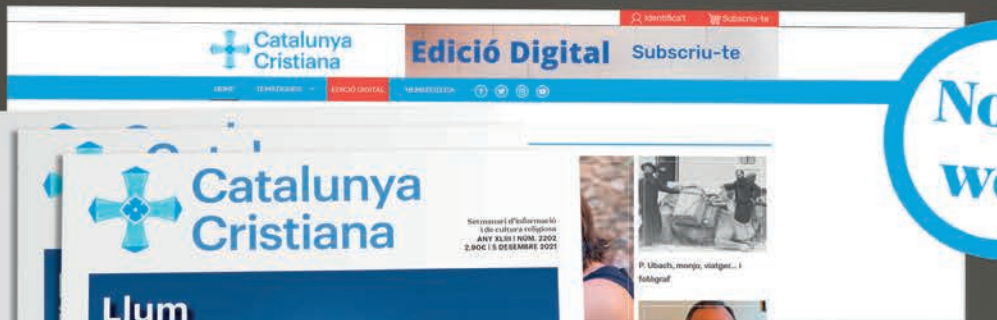 Identifica't
Subscriu-te
Catalunya
Cristiana
Edició Digital Subscriu-te
HOME TEMÀTIQUES EDICIÓ DIGITAL
No
we
Catalunya
Cristiana
Setmanari d'informació
i de cultura religiosa
ANY XLIII | NÚM. 2202
2,90€ | 5 DESEMBRE 2021
P. Ubach, monjo, viatger... i
fotògraf
Llum